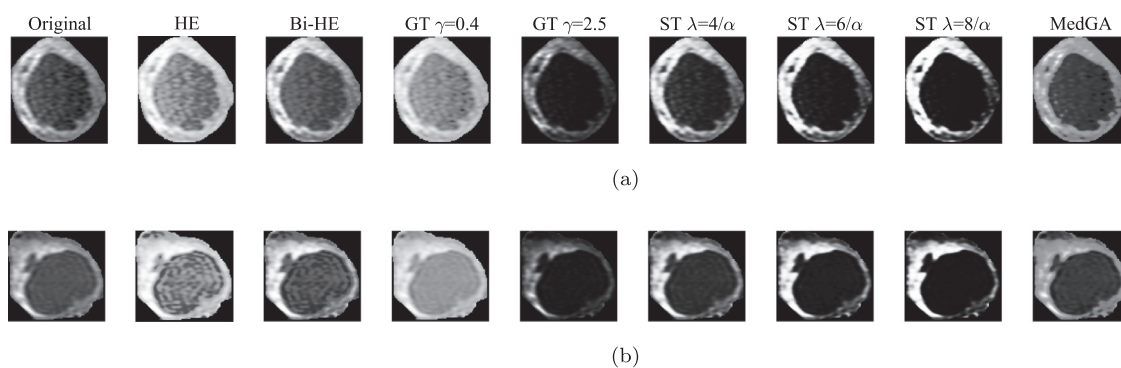 Original HE Bi-HE GT γ=0.4 GT γ=2.5 ST λ=4/α ST λ=6/α ST λ=8/α MedGA
(a)
(b)